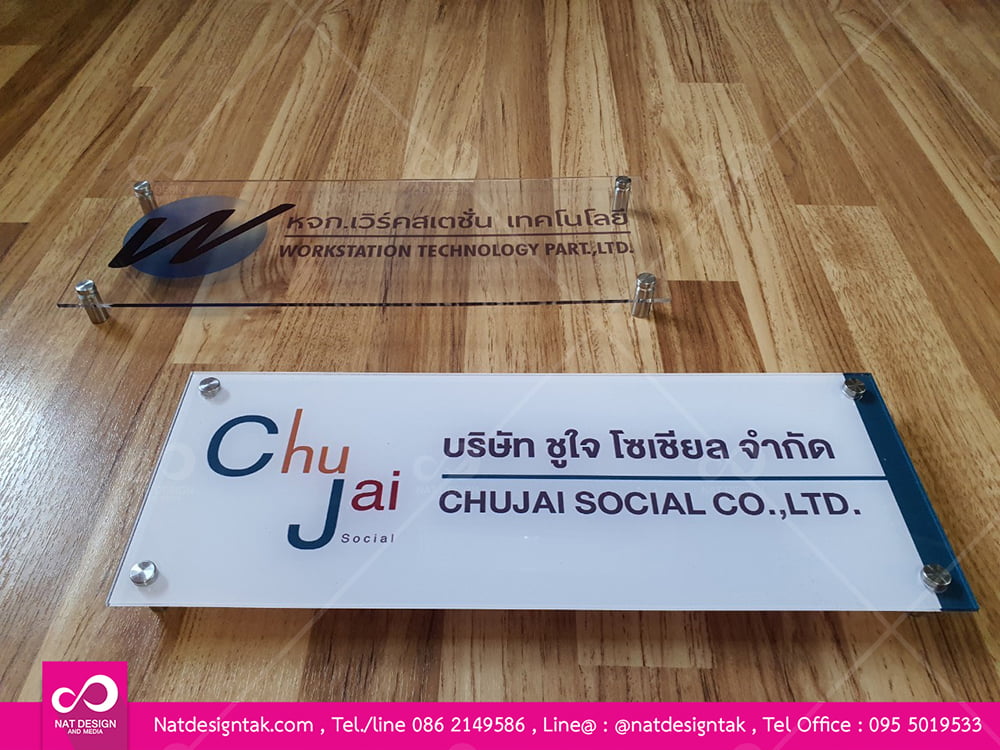 W
หจก.เวิร์คสเตชั่น เทคโนโลยี
WORKSTATION TECHNOLOGY PART.,LTD.
Chu
Jai
Social
บริษัท ชูใจ โซเชียล จำกัด
CHUJAI SOCIAL CO.,LTD.
NAT DESIGN
AND MEDIA
Natdesigntak.com , Tel./line 086 2149586 , Line@ : @natdesigntak , Tel Office : 095 5019533